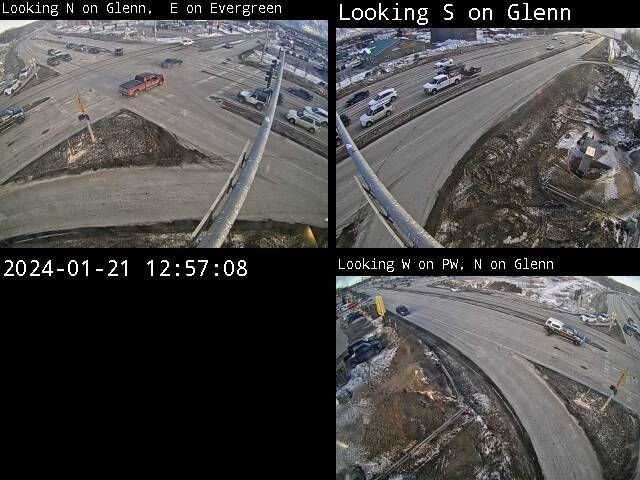 Looking N on Glenn,  E on Evergreen
Looking S on Glenn
2024-01-21 12:57:08
Looking W on PW, N on Glenn